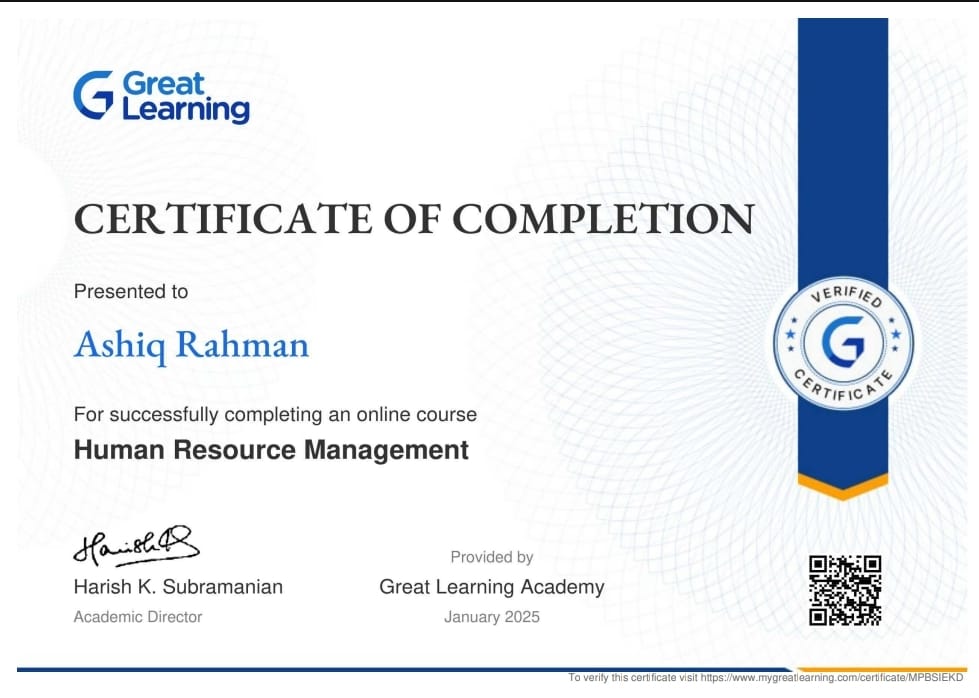 Great
Learning
CERTIFICATE OF COMPLETION
Presented to
Ashiq Rahman
For successfully completing an online course
Human Resource Management
VERIFIED
CERTIFICATE
Harish K. Subramanian
Academic Director
Provided by
Great Learning Academy
January 2025
To verify this certificate visit https://www.mygreatlearning.com/certificate/MPBSIEKD